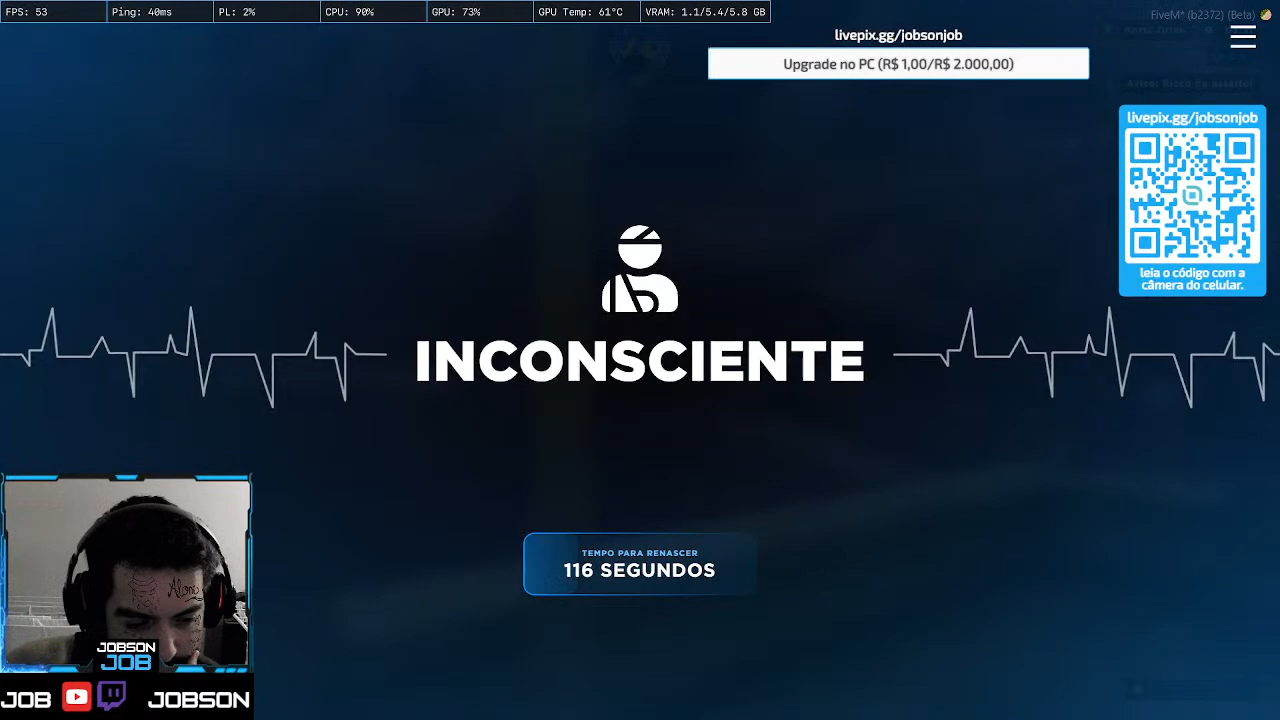 FPS: 53
Ping: 40ms
PL: 2%
CPU: 90%
GPU: 73%
GPU Temp: 61°C
VRAM: 1.1/5.4/5.8 GB
FiveM* (b2372) (Beta)
livepix.gg/jobsonjob
Upgrade no PC (R$ 1,00/R$ 2.000,00)
livepix.gg/jobsonjob
leia o código com a
câmera do celular.
INCONSCIENTE
TEMPO PARA RENASCER
116 SEGUNDOS
Alone
JOBSON
JOB
JOB
JOBSON